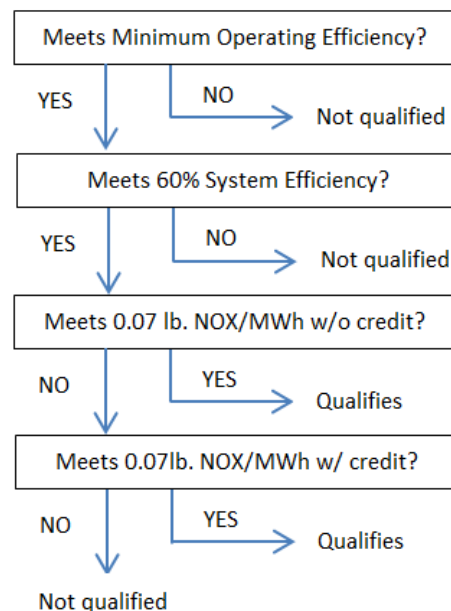 Meets Minimum Operating Efficiency?
YES
NO
Not qualified
Meets 60% System Efficiency?
YES
NO
Not qualified
Meets 0.07 lb. NOX/MWh w/o credit?
NO
YES
Qualifies
Meets 0.07lb. NOX/MWh w/ credit?
NO
YES
Qualifies
Not qualified